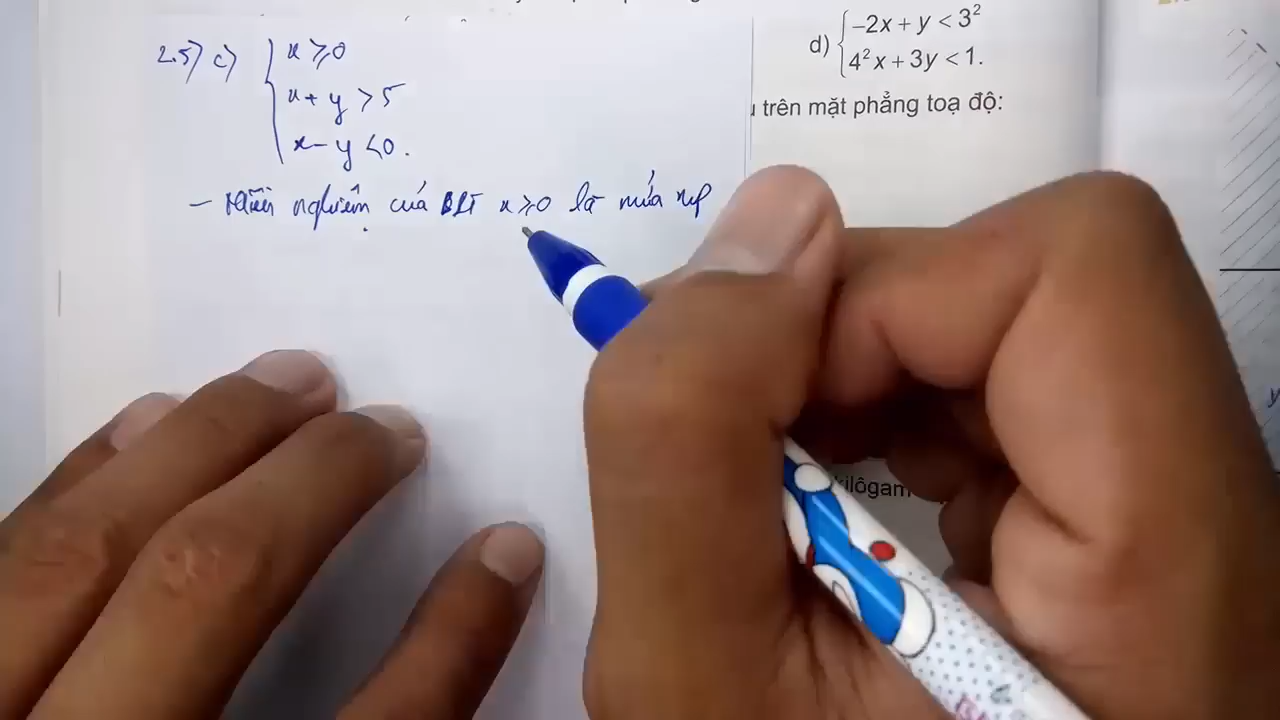 2.5) c) { x ≥ 0
x + y > 5
x - y < 0.
- Miền nghiệm của BPT x ≥ 0 là nửa mp
d) { -2x + y < 3²
4²x + 3y < 1.
trên mặt phẳng toạ độ:
kilôgam
y